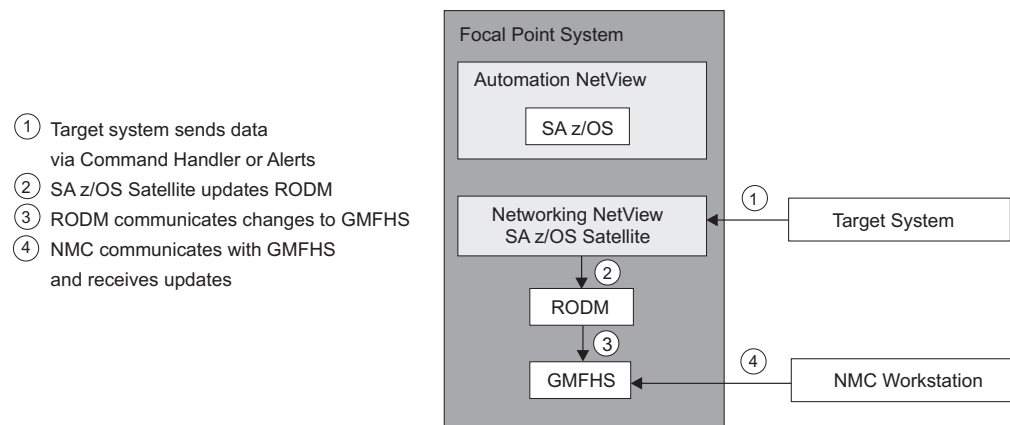 ① Target system sends data
via Command Handler or Alerts
② SA z/OS Satellite updates RODM
③ RODM communicates changes to GMFHS
④ NMC communicates with GMFHS
and receives updates
Focal Point System
Automation NetView
SA z/OS
Networking NetView
SA z/OS Satellite
①
Target System
②
RODM
③
GMFHS
④
NMC Workstation